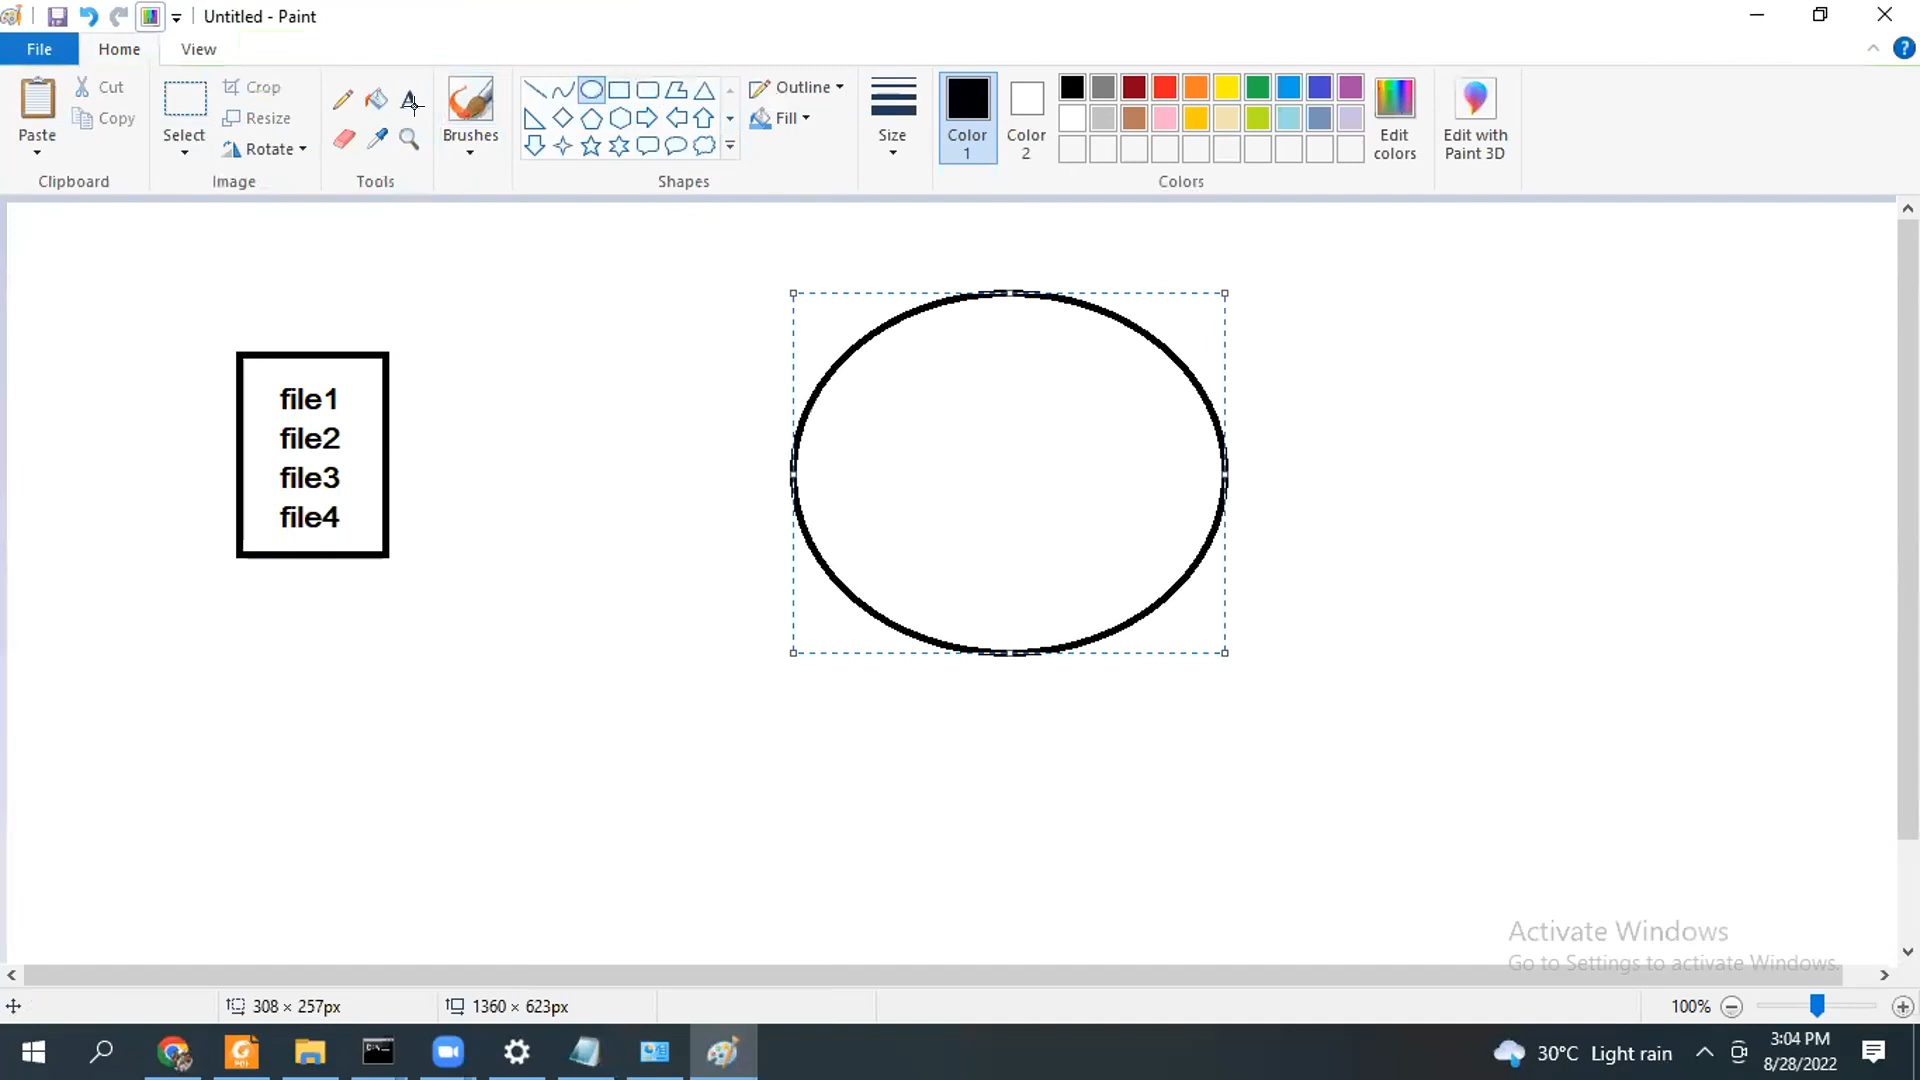 Untitled - Paint
File Home View
Paste
Cut
Copy
Clipboard
Select
Crop
Resize
Rotate
Image
A
Tools
Brushes
Shapes
Outline
Fill
Size
Color 1
Color 2
Colors
Edit colors
Edit with Paint 3D
?
file1
file2
file3
file4
Activate Windows
Go to Settings to activate Windows.
308 × 257px
1360 × 623px
100%
30°C Light rain
3:04 PM
8/28/2022